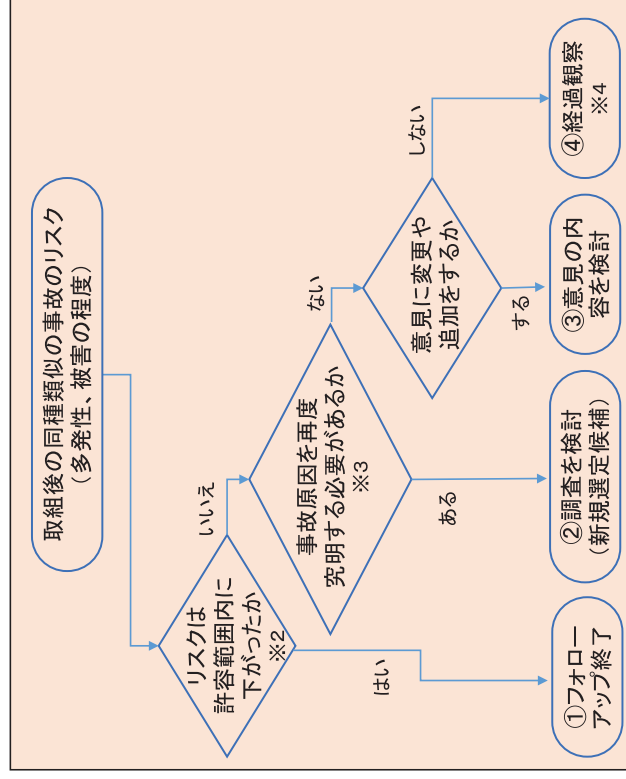 取組後の同種類似の事故のリスク
（多発性、被害の程度）
リスクは
許容範囲内に
下がったか
※2
はい
いいえ
事故原因を再度
究明する必要があるか
※3
ある
ない
意見に変更や
追加をするか
する
しない
①フォロー
アップ終了
②調査を検討
（新規選定候補）
③意見の内
容を検討
④経過観察
※4